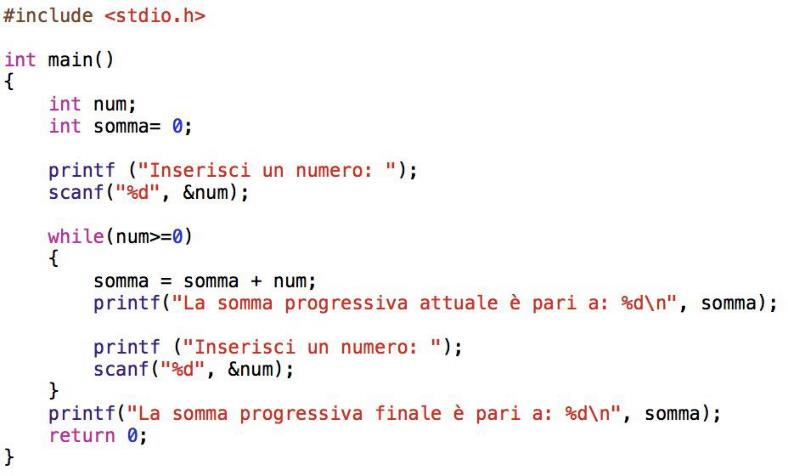 #include <stdio.h>
int main()
{
int num;
int somma= 0;
printf ("Inserisci un numero: ");
scanf("%d", &num);
while(num>=0)
{
somma = somma + num;
printf("La somma progressiva attuale è pari a: %d\n", somma);
printf ("Inserisci un numero: ");
scanf("%d", &num);
}
printf("La somma progressiva finale è pari a: %d\n", somma);
return 0;
}